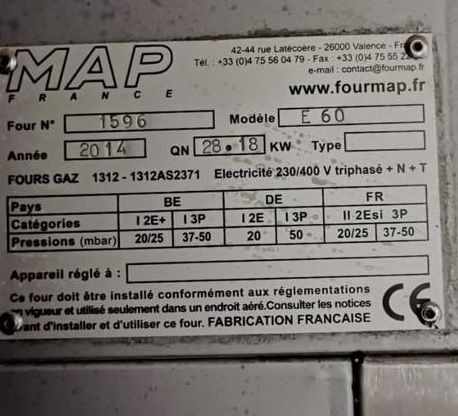 MAP
FRANCE
42-44 rue Latécoère - 26000 Valence -
Tél. : +33 (0)4 75 56 04 79 - Fax : +33 (0)4 75 55
e-mail : contact@fourmap.fr
www.fourmap.fr
Four N° 1596 Modèle E 60
Année 2014 QN 28.18 KW Type
FOURS GAZ 1312 - 1312AS2371 Electricité 230/400 V triphasé + N + T
Pays BE DE FR
Catégories I 2E+ I 3P I 2E I 3P II 2Esi 3P
Pressions (mbar) 20/25 37-50 20 50 20/25 37-50
Appareil réglé à :
Ce four doit être installé conformément aux réglementations
en vigueur et utilisé seulement dans un endroit aéré.Consulter les notices
avant d'installer et d'utiliser ce four. FABRICATION FRANCAISE
CE